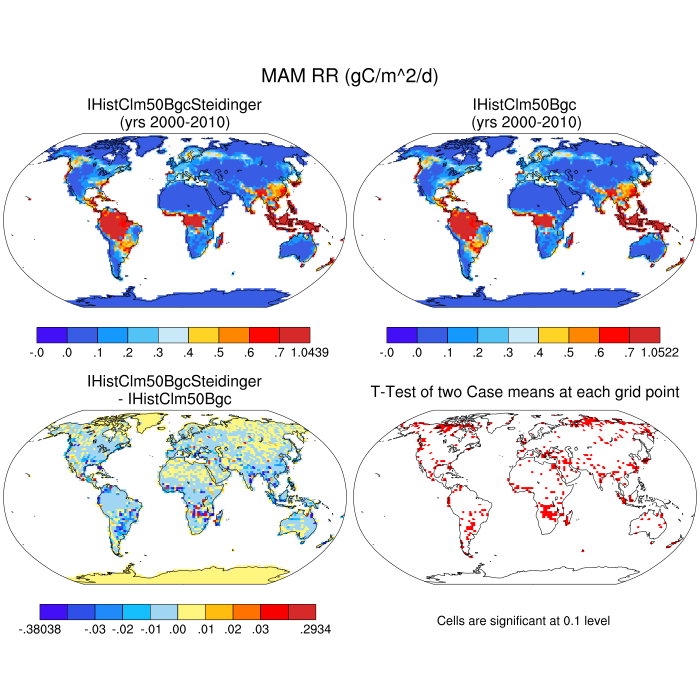 MAM RR (gC/m^2/d)
IHistClm50BgcSteidinger
(yrs 2000-2010)
IHistClm50Bgc
(yrs 2000-2010)
-.0 .0 .1 .2 .3 .4 .5 .6 .7 1.0439
-.0 .0 .1 .2 .3 .4 .5 .6 .7 1.0522
IHistClm50BgcSteidinger
- IHistClm50Bgc
T-Test of two Case means at each grid point
-.38038 -.03 -.02 -.01 .00 .01 .02 .03 .2934
Cells are significant at 0.1 level